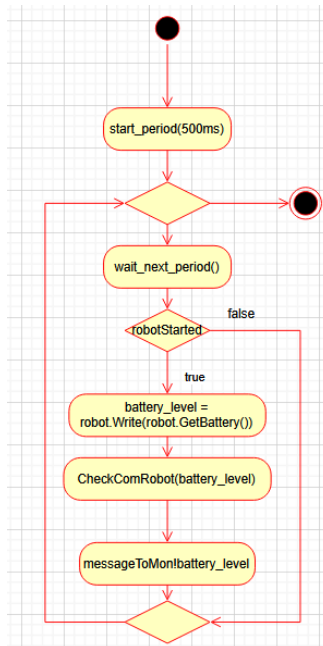 start_period(500ms)
wait_next_period()
robotStarted
false
true
battery_level =
robot.Write(robot.GetBattery())
CheckComRobot(battery_level)
messageToMon!battery_level